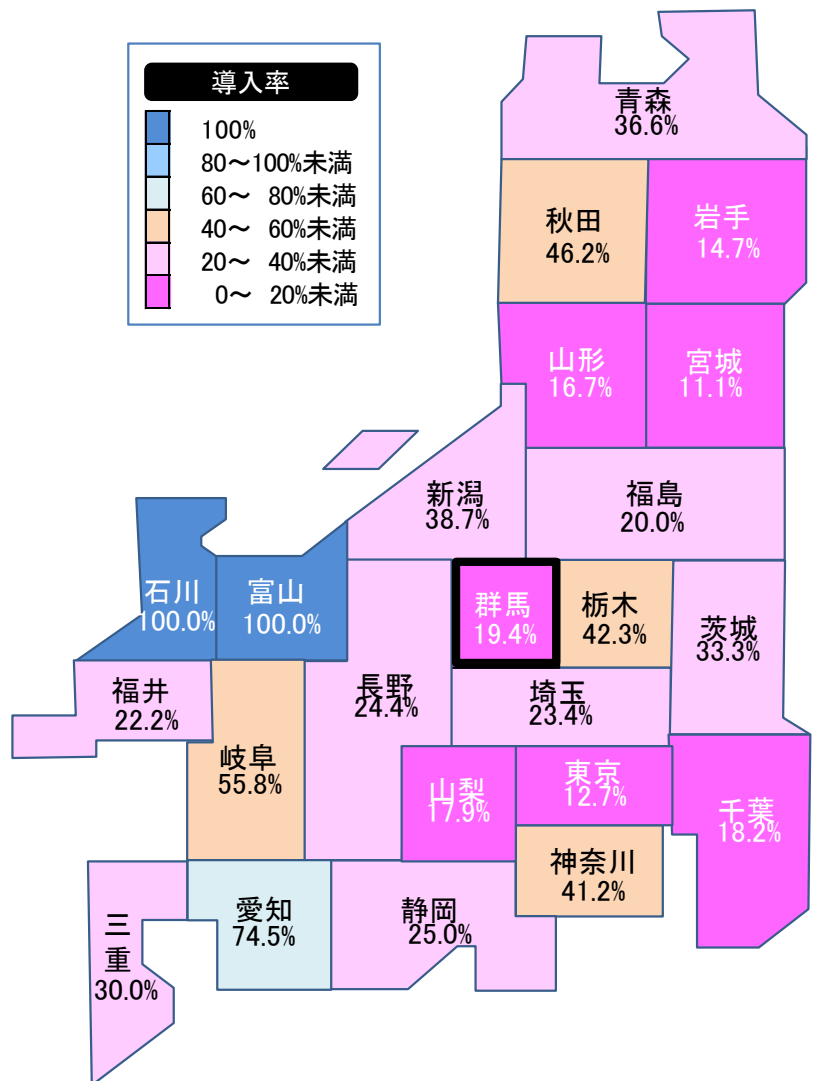 導入率
100%
80～100%未満
60～ 80%未満
40～ 60%未満
20～ 40%未満
0～ 20%未満
青森
36.6%
秋田
46.2%
岩手
14.7%
山形
16.7%
宮城
11.1%
新潟
38.7%
福島
20.0%
石川
100.0%
富山
100.0%
群馬
19.4%
栃木
42.3%
茨城
33.3%
福井
22.2%
長野
24.4%
埼玉
23.4%
岐阜
55.8%
山梨
17.9%
東京
12.7%
千葉
18.2%
神奈川
41.2%
三
重
30.0%
愛知
74.5%
静岡
25.0%